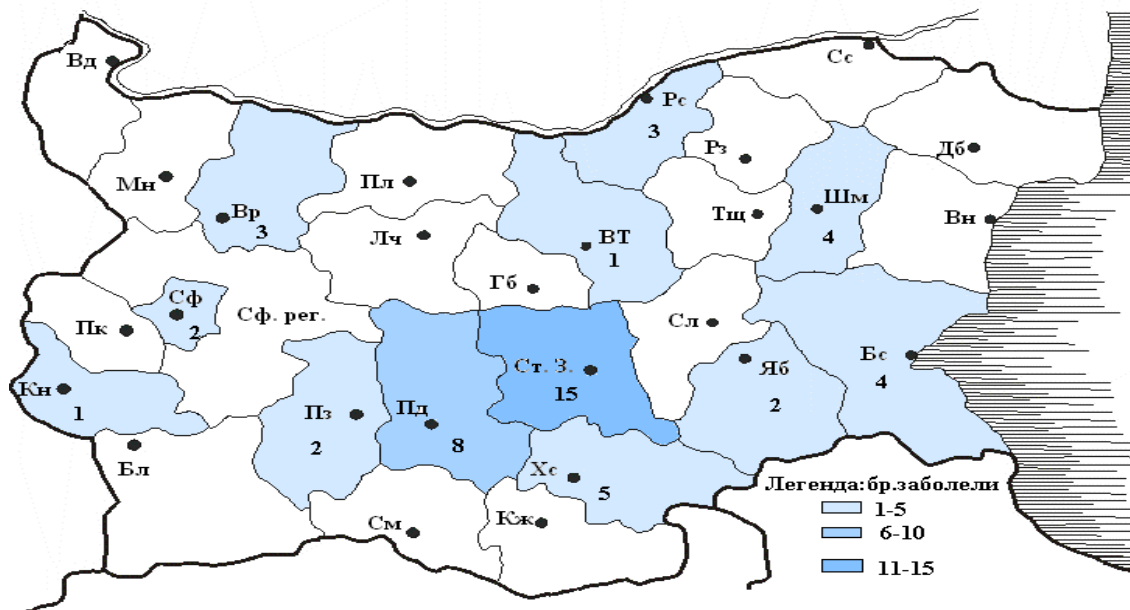 Вд
Сс
Рс
3
Рз
Дб
Мн
Пл
Вр
3
Шм
4
Тщ
Вн
Лч
ВТ
1
Гб
Сф
2
Сф. рег.
Пк
Сл
Ст. З.
15
Яб
2
Бс
4
Кн
1
Пз
2
Пд
8
Бл
Хс
5
См
Кж
Легенда:бр.заболели
1-5
6-10
11-15